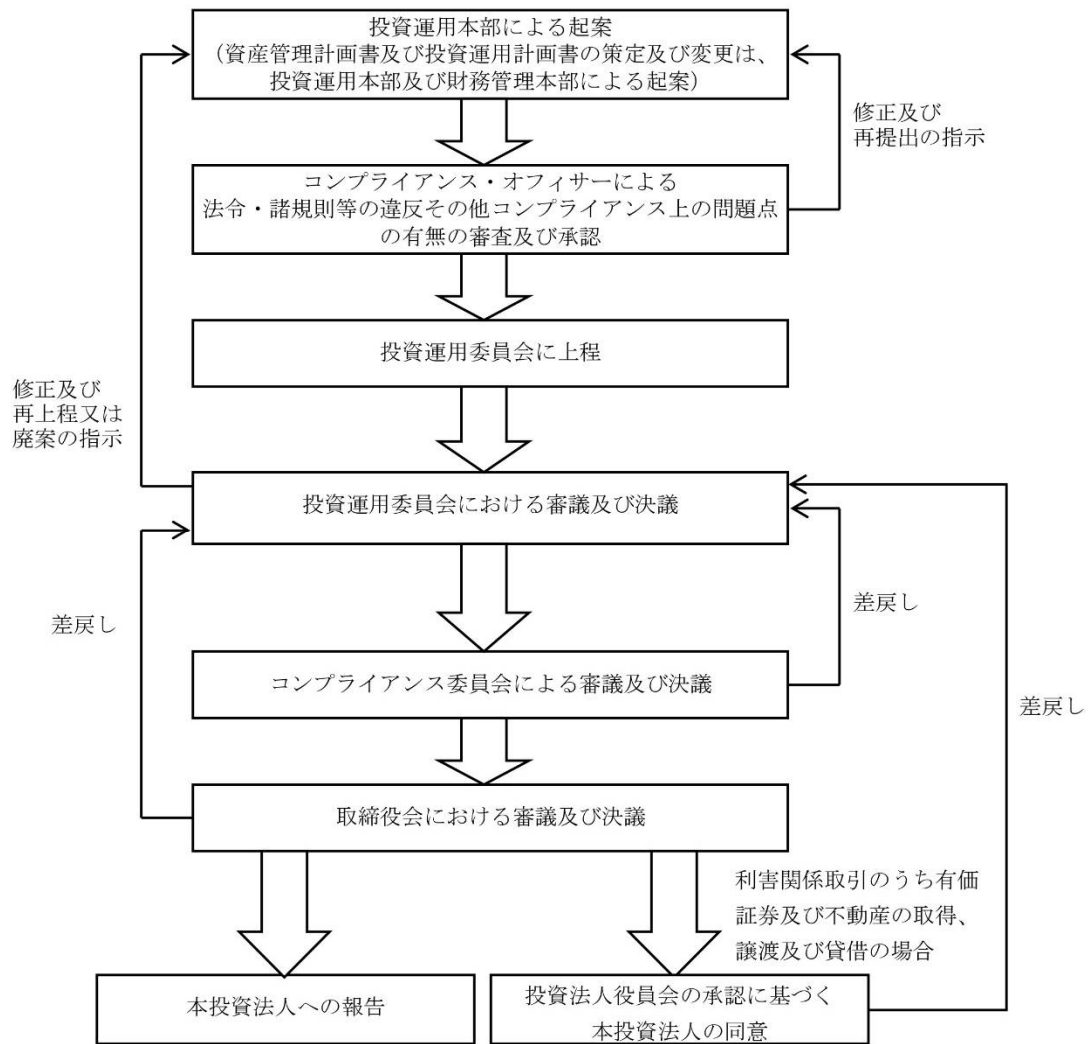 投資運用本部による起案
（資産管理計画書及び投資運用計画書の策定及び変更は、
投資運用本部及び財務管理本部による起案）
修正及び
再提出の指示
コンプライアンス・オフィサーによる
法令・諸規則等の違反その他コンプライアンス上の問題点
の有無の審査及び承認
投資運用委員会に上程
修正及び
再上程又は
廃案の指示
投資運用委員会における審議及び決議
差戻し
差戻し
コンプライアンス委員会による審議及び決議
差戻し
取締役会における審議及び決議
利害関係取引のうち有価
証券及び不動産の取得、
譲渡及び貸借の場合
本投資法人への報告
投資法人役員会の承認に基づく
本投資法人の同意